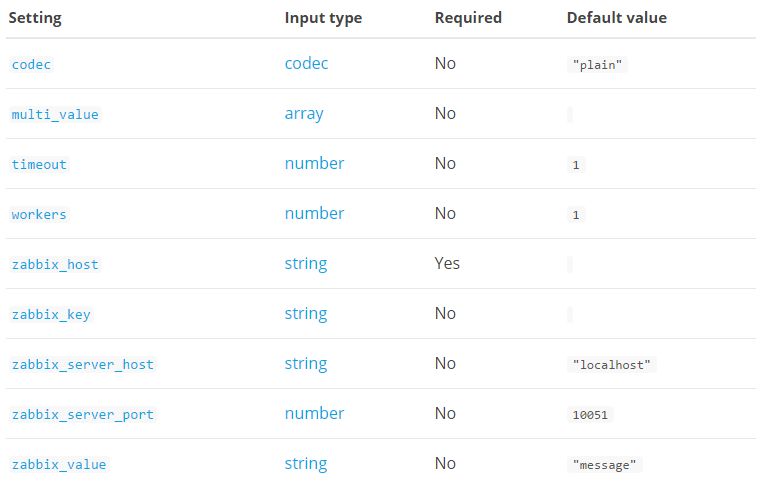 Setting Input type Required Default value
codec codec No "plain"
multi_value array No
timeout number No 1
workers number No 1
zabbix_host string Yes
zabbix_key string No
zabbix_server_host string No "localhost"
zabbix_server_port number No 10051
zabbix_value string No "message"